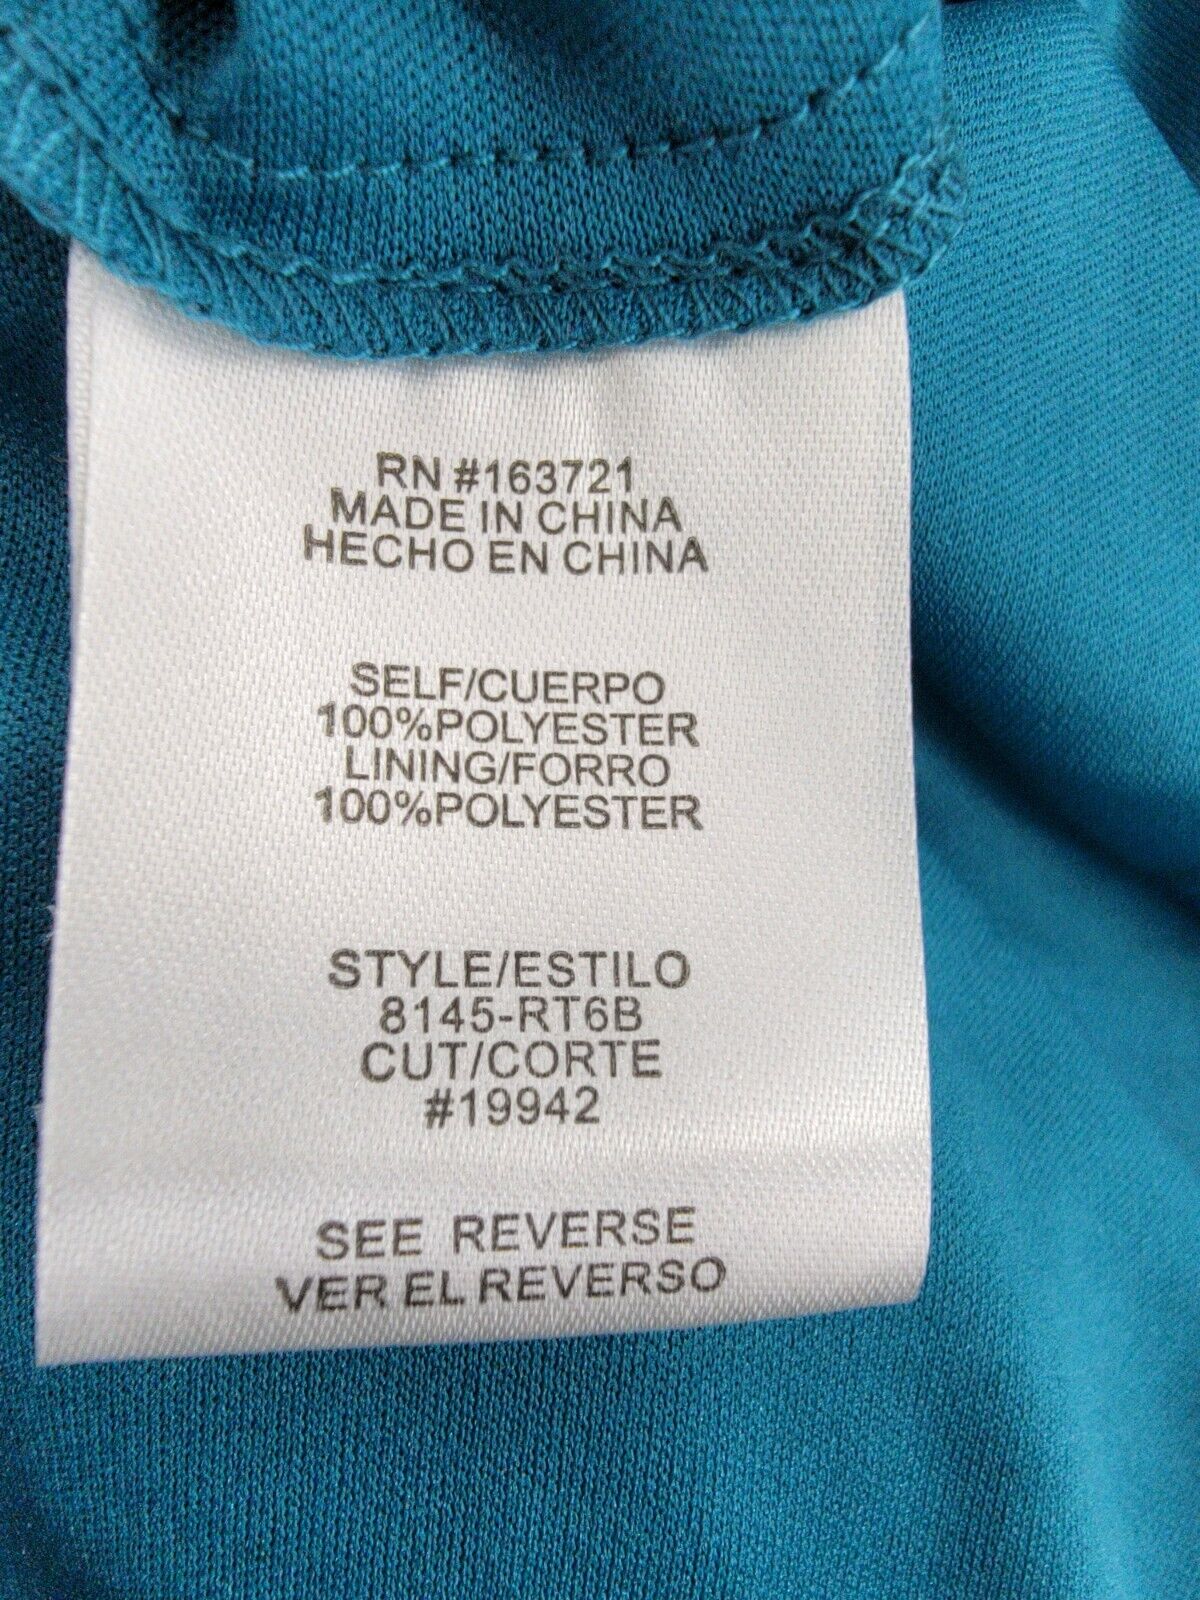 RN #163721
MADE IN CHINA
HECHO EN CHINA
SELF/CUERPO
100%POLYESTER
LINING/FORRO
100%POLYESTER
STYLE/ESTILO
8145-RT6B
CUT/CORTE
#19942
SEE REVERSE
VER EL REVERSO